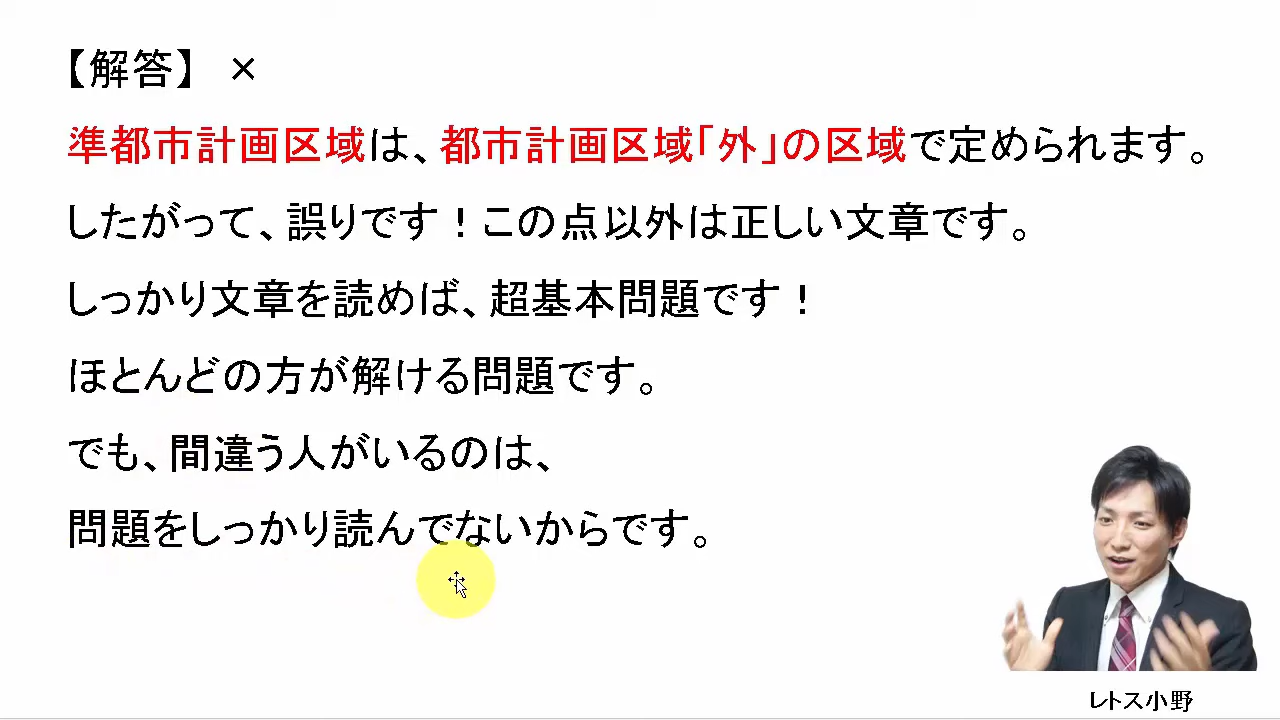 【解答】 ×
準都市計画区域は、都市計画区域「外」の区域で定められます。
したがって、誤りです！この点以外は正しい文章です。
しっかり文章を読めば、超基本問題です！
ほとんどの方が解ける問題です。
でも、間違う人がいるのは、
問題をしっかり読んでないからです。
レトス小野